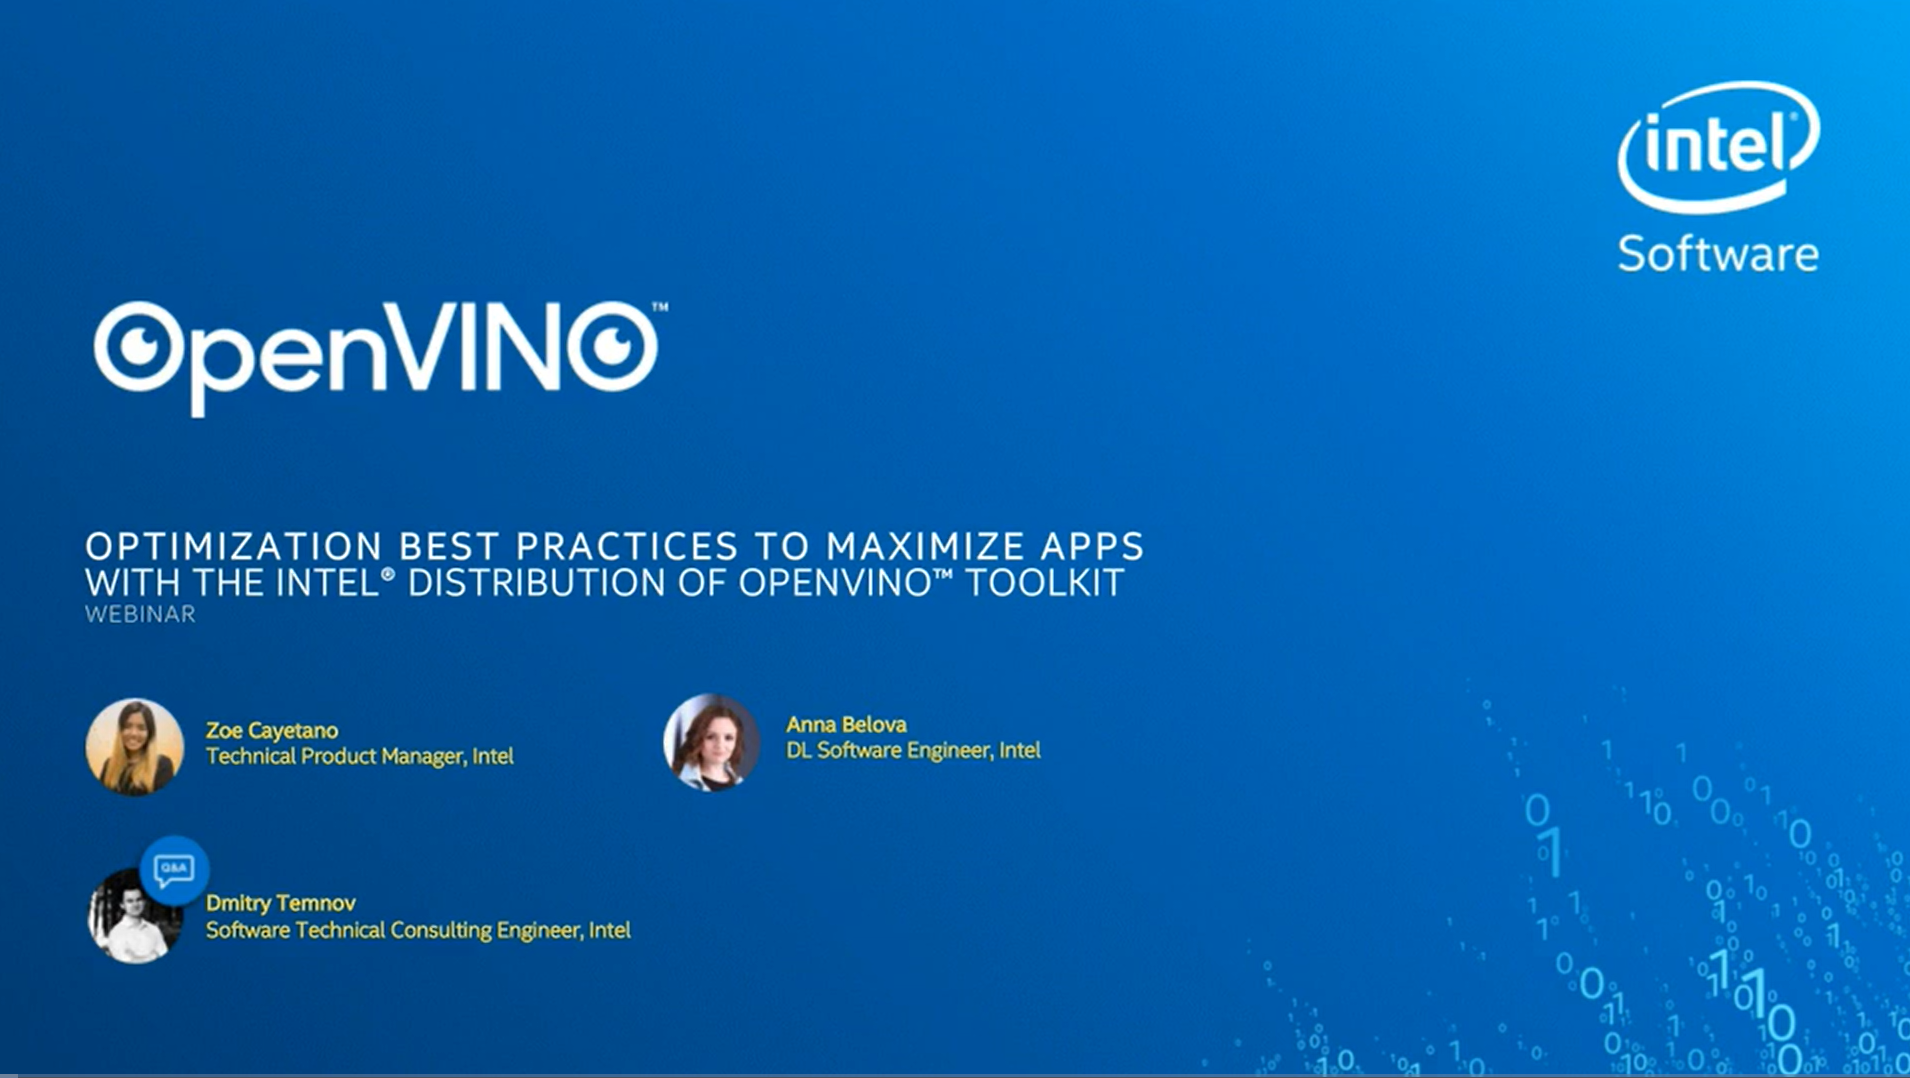 intel®
Software
OpenVINO™
OPTIMIZATION BEST PRACTICES TO MAXIMIZE APPS
WITH THE INTEL® DISTRIBUTION OF OPENVINO™ TOOLKIT
WEBINAR
Zoe Cayetano
Technical Product Manager, Intel
Anna Belova
DL Software Engineer, Intel
Q&A
Dmitry Temnov
Software Technical Consulting Engineer, Intel